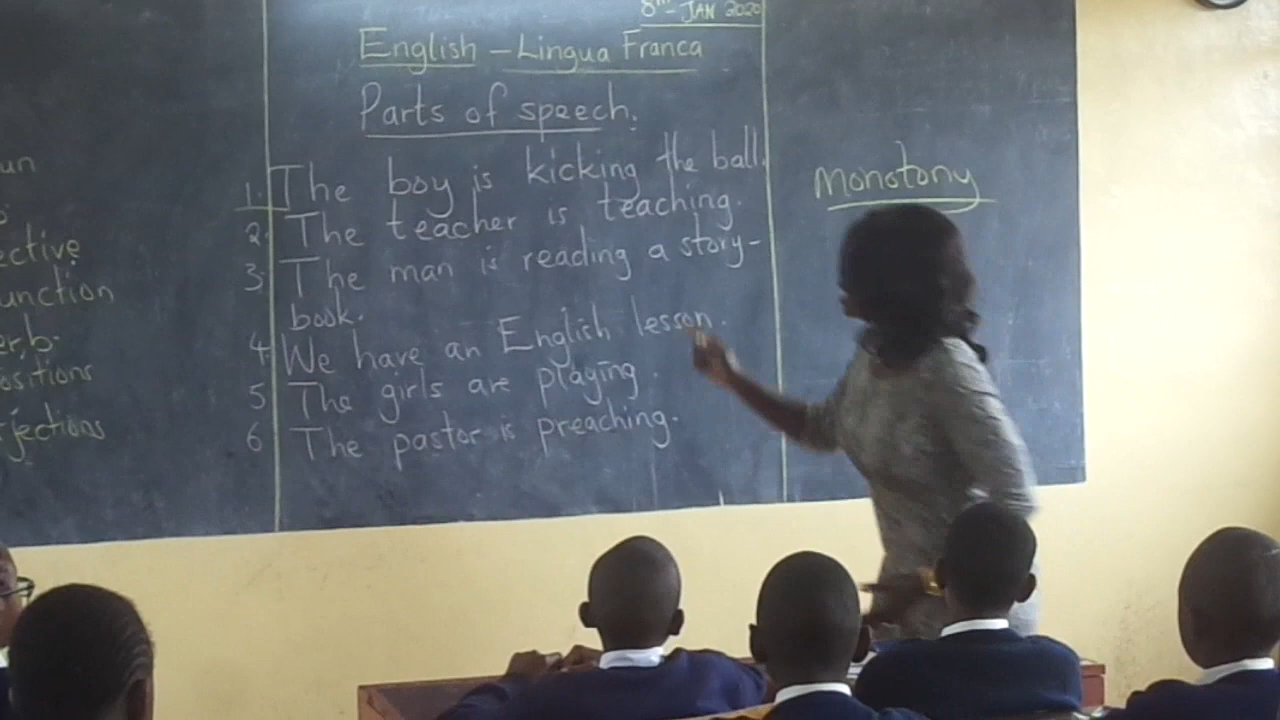 8th - JAN 2020
English - Lingua Franca
Parts of speech.
un
ective
unction
ositions
jections
1. The boy is kicking the ball.
2. The teacher is teaching.
3. The man is reading a story-
book.
4. We have an English lesson.
5 The girls are playing.
6 The pastor is preaching.
Monotony